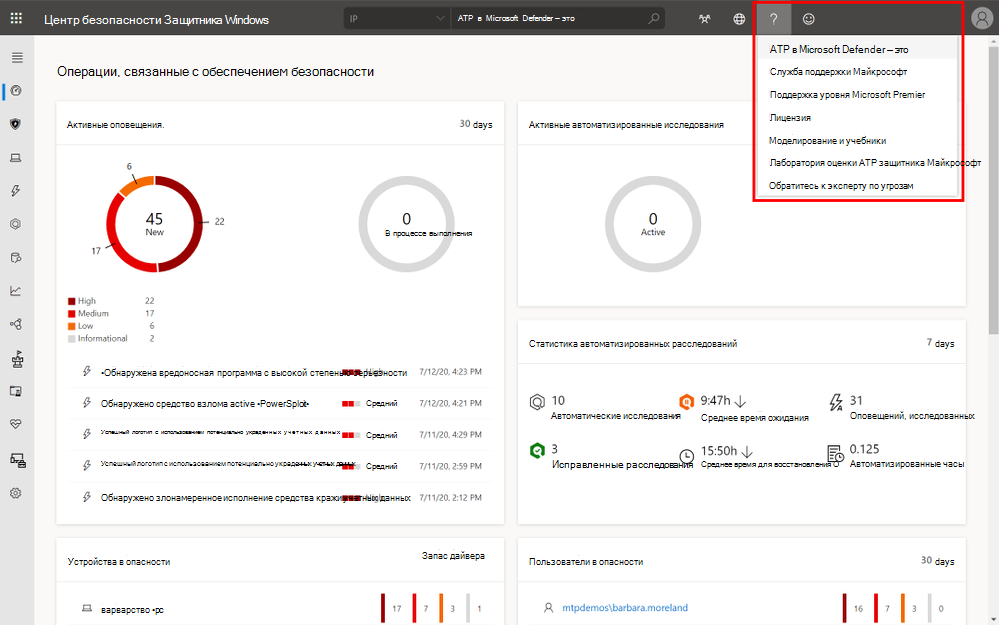 Центр безопасности Защитника Windows
IP
ATP в Microsoft Defender – это
?
ATP в Microsoft Defender – это
Служба поддержки Майкрософт
Поддержка уровня Microsoft Premier
Лицензия
Моделирование и учебники
Лаборатория оценки ATP защитника Майкрософт
Обратитесь к эксперту по угрозам
Операции, связанные с обеспечением безопасности
Активные оповещения.
30 days
6
22
17
45
New
0
В процессе выполнения
High 22
Medium 17
Low 6
Informational 2
•Обнаружена вредоносная программа с высокой степенью серьезности
7/12/20, 4:23 PM
Обнаружено средство взлома active •PowerSploit•
Средний
7/12/20, 4:21 PM
Успешный логотип с использованием потенциально украденных учетных данных
Средний
7/11/20, 4:29 PM
Успешный логотип с использованием потенциально украденных учетных данных
Средний
7/11/20, 2:59 PM
Обнаружено злонамеренное исполнение средства кражи учетных данных
7/11/20, 2:12 PM
Активные автоматизированные исследования
0
Active
Статистика автоматизированных расследований
7 days
10
Автоматические исследования
9:47h
Среднее время ожидания
31
Оповещений, исследованных
3
Исправленные расследования
15:50h
Среднее время для восстановления
0.125
Автоматизированные часы
Устройства в опасности
Запас дайвера
варварство •рс
17
7
3
1
Пользователи в опасности
30 days
mtpdemos\barbara.moreland
16
7
3
0